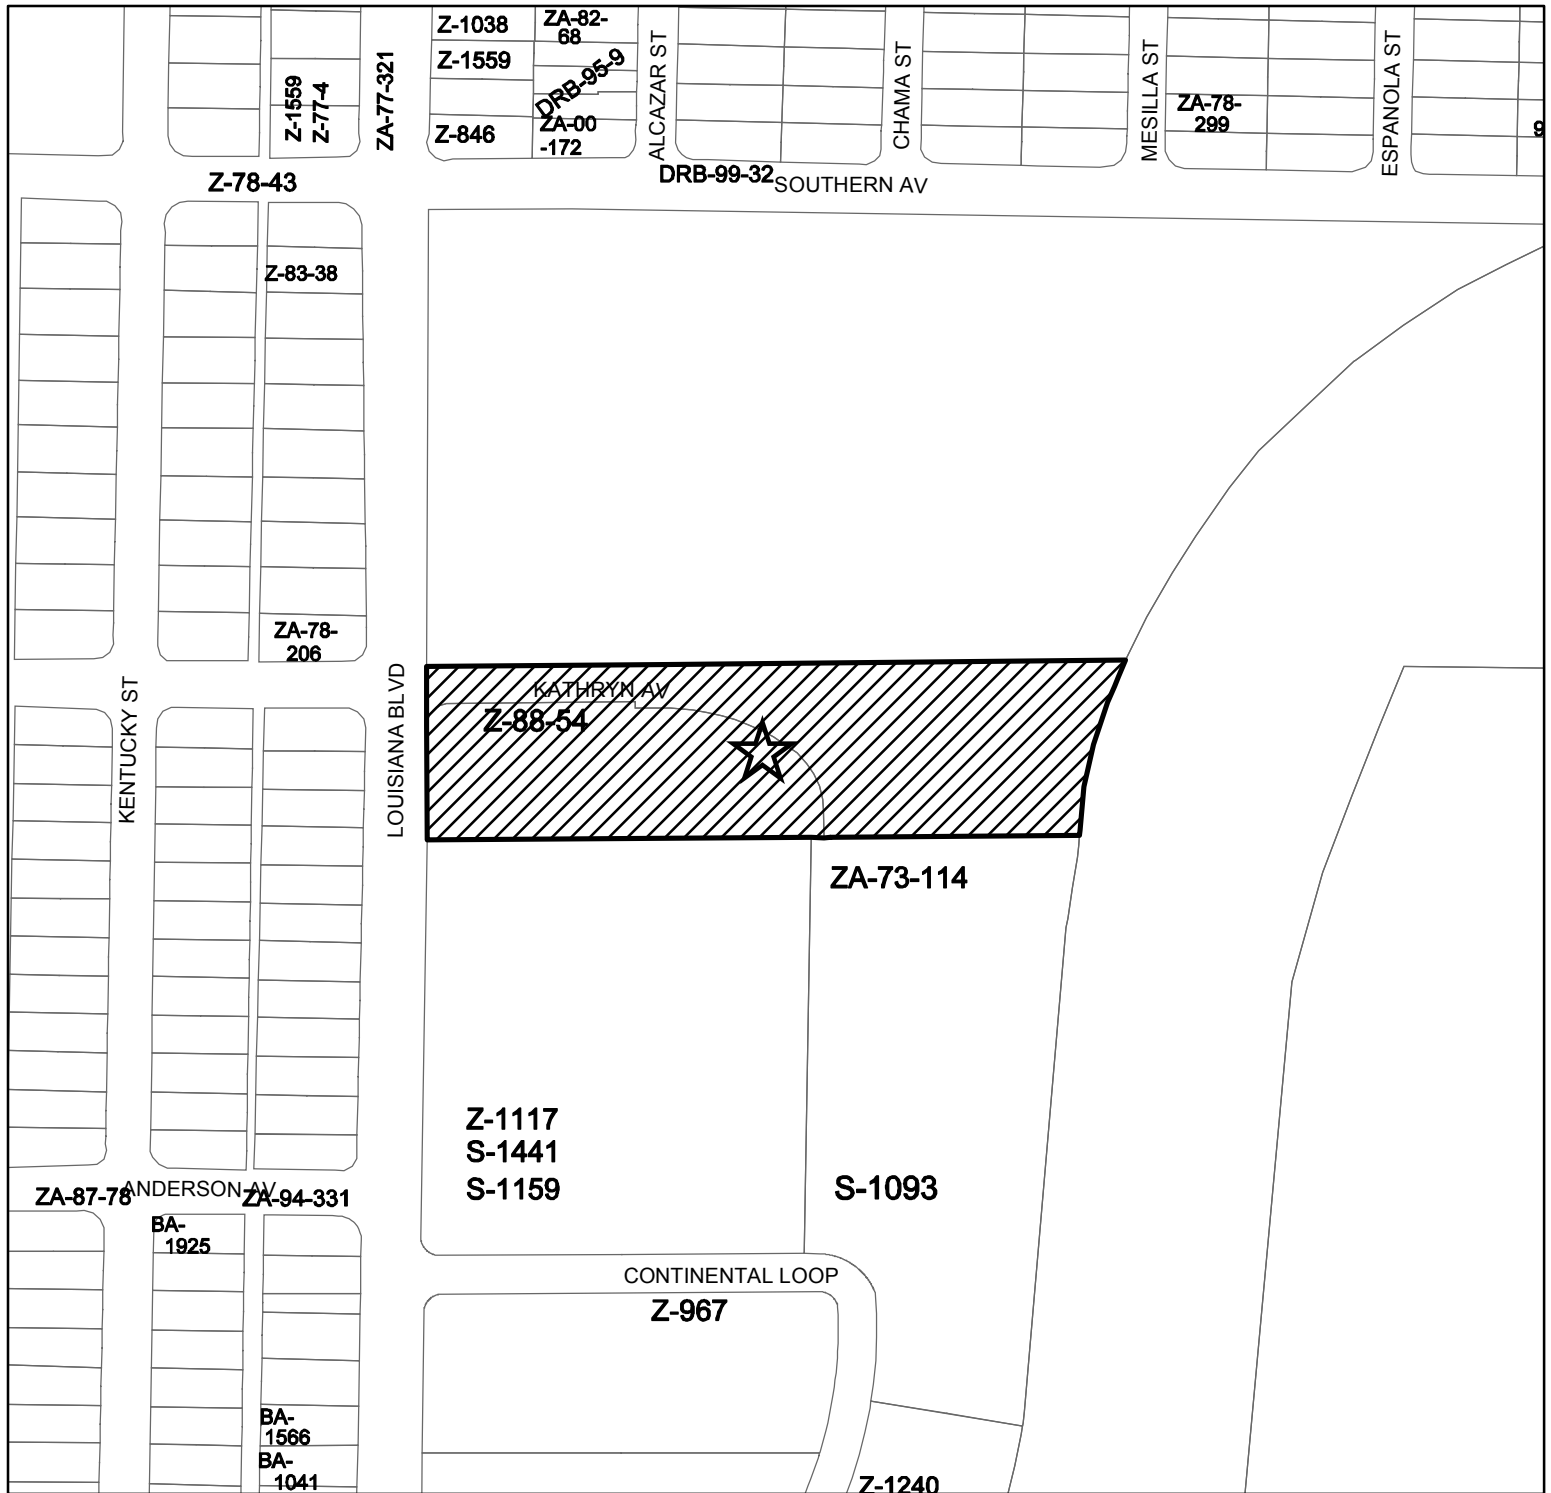 Z-1038
ZA-82-
68
Z-1559
DRB-95-9
Z-1559
Z-77-4
ZA-77-321
Z-846
ZA-00
-172
ALCAZAR ST
CHAMA ST
MESILLA ST
ZA-78-
299
ESPANOLA ST
9
Z-78-43
DRB-99-32
SOUTHERN AV
Z-83-38
ZA-78-
206
KENTUCKY ST
LOUISIANA BLVD
KATHRYN AV
Z-88-54
ZA-73-114
Z-1117
S-1441
S-1159
S-1093
ZA-87-78
ANDERSON AV
ZA-94-331
BA-
1925
CONTINENTAL LOOP
Z-967
BA-
1566
BA-
1041
Z-1240